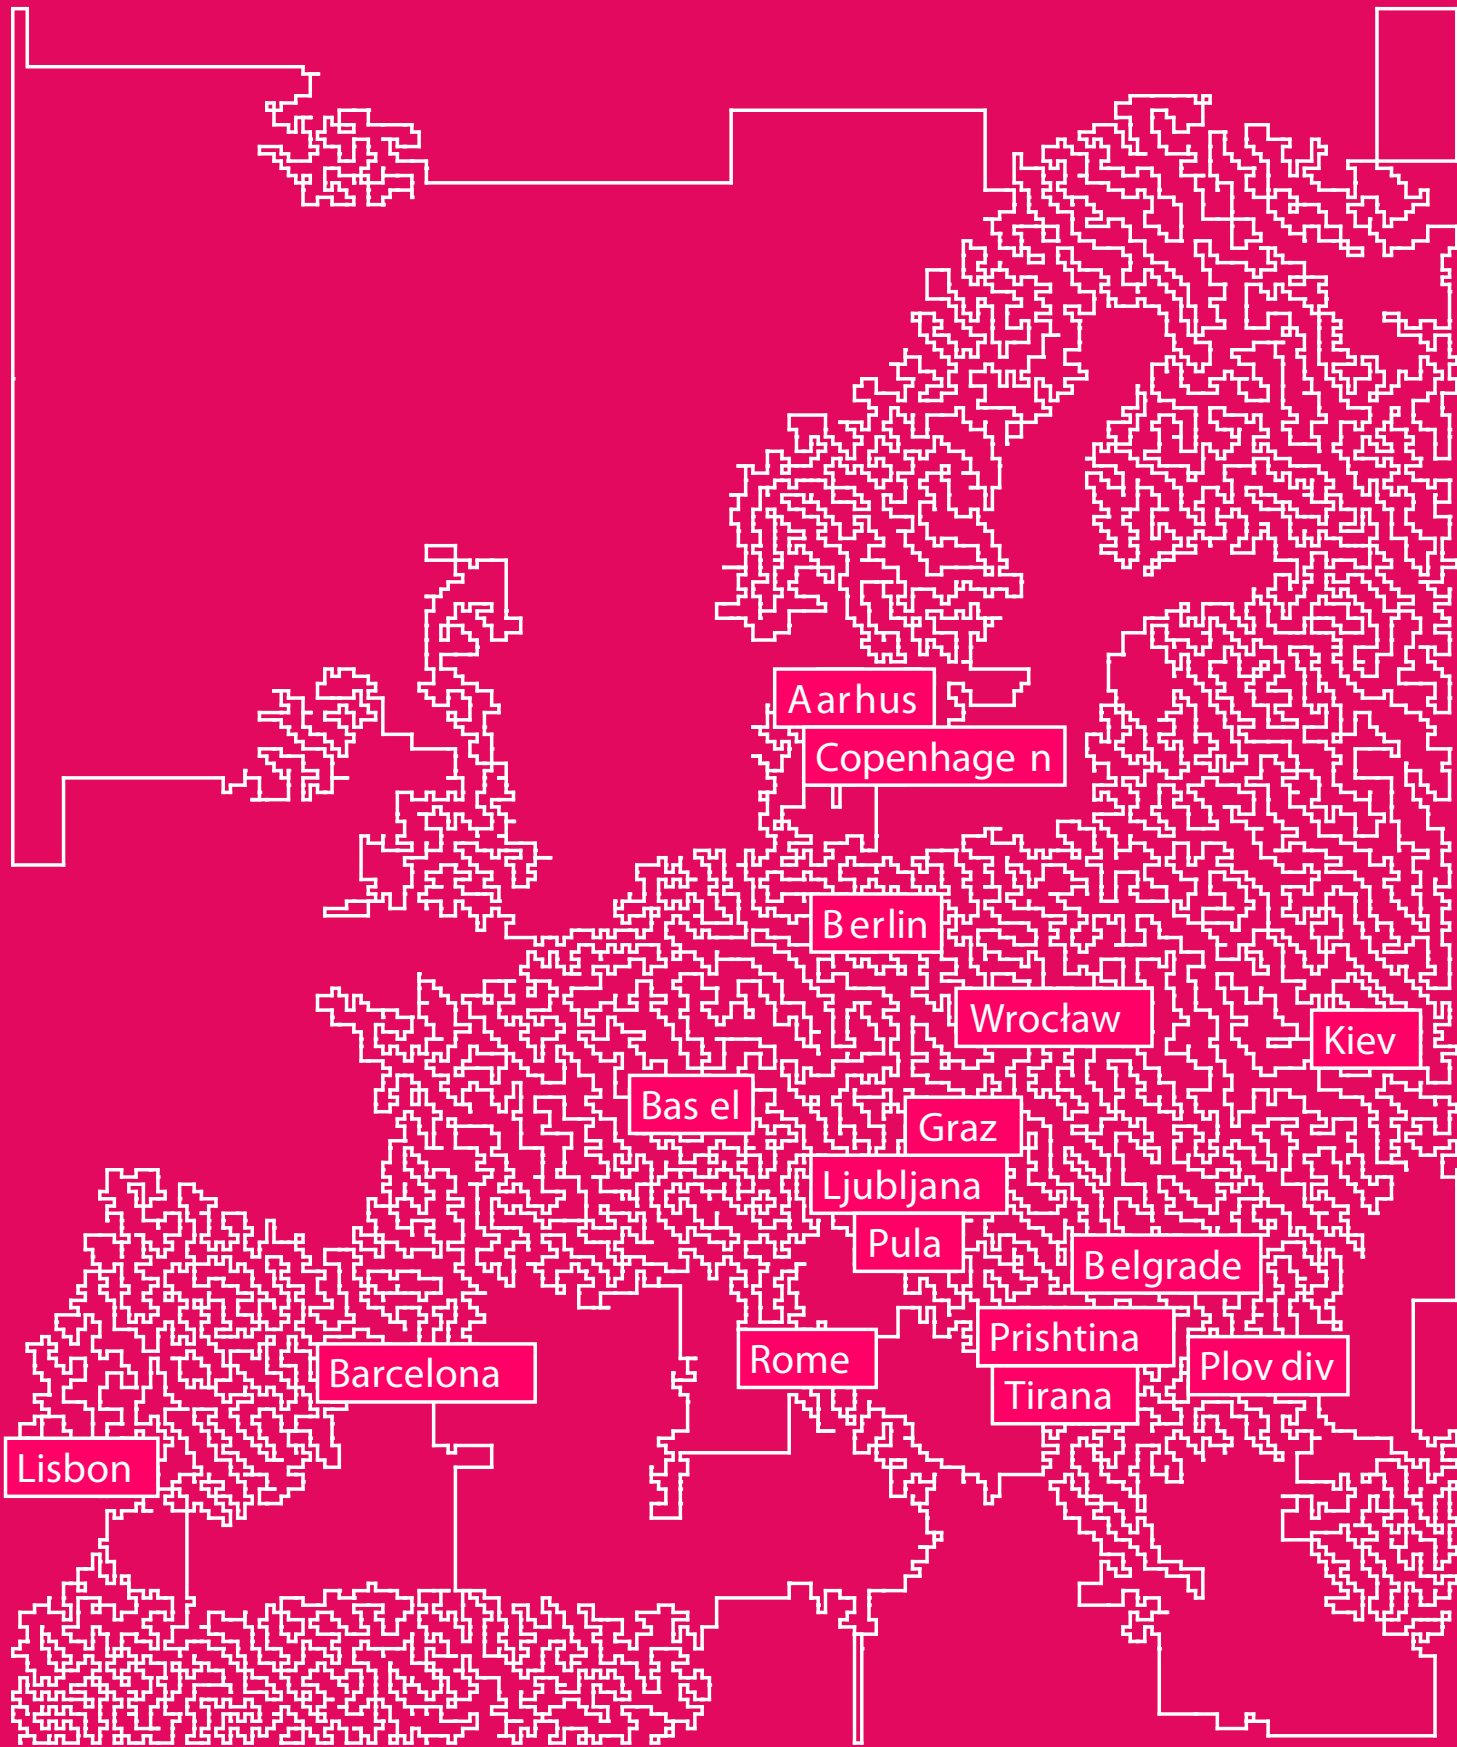 Aarhus
Copenhagen
Berlin
Wrocław
Kiev
Basel
Graz
Ljubljana
Pula
Belgrade
Prishtina
Rome
Plovdiv
Barcelona
Tirana
Lisbon